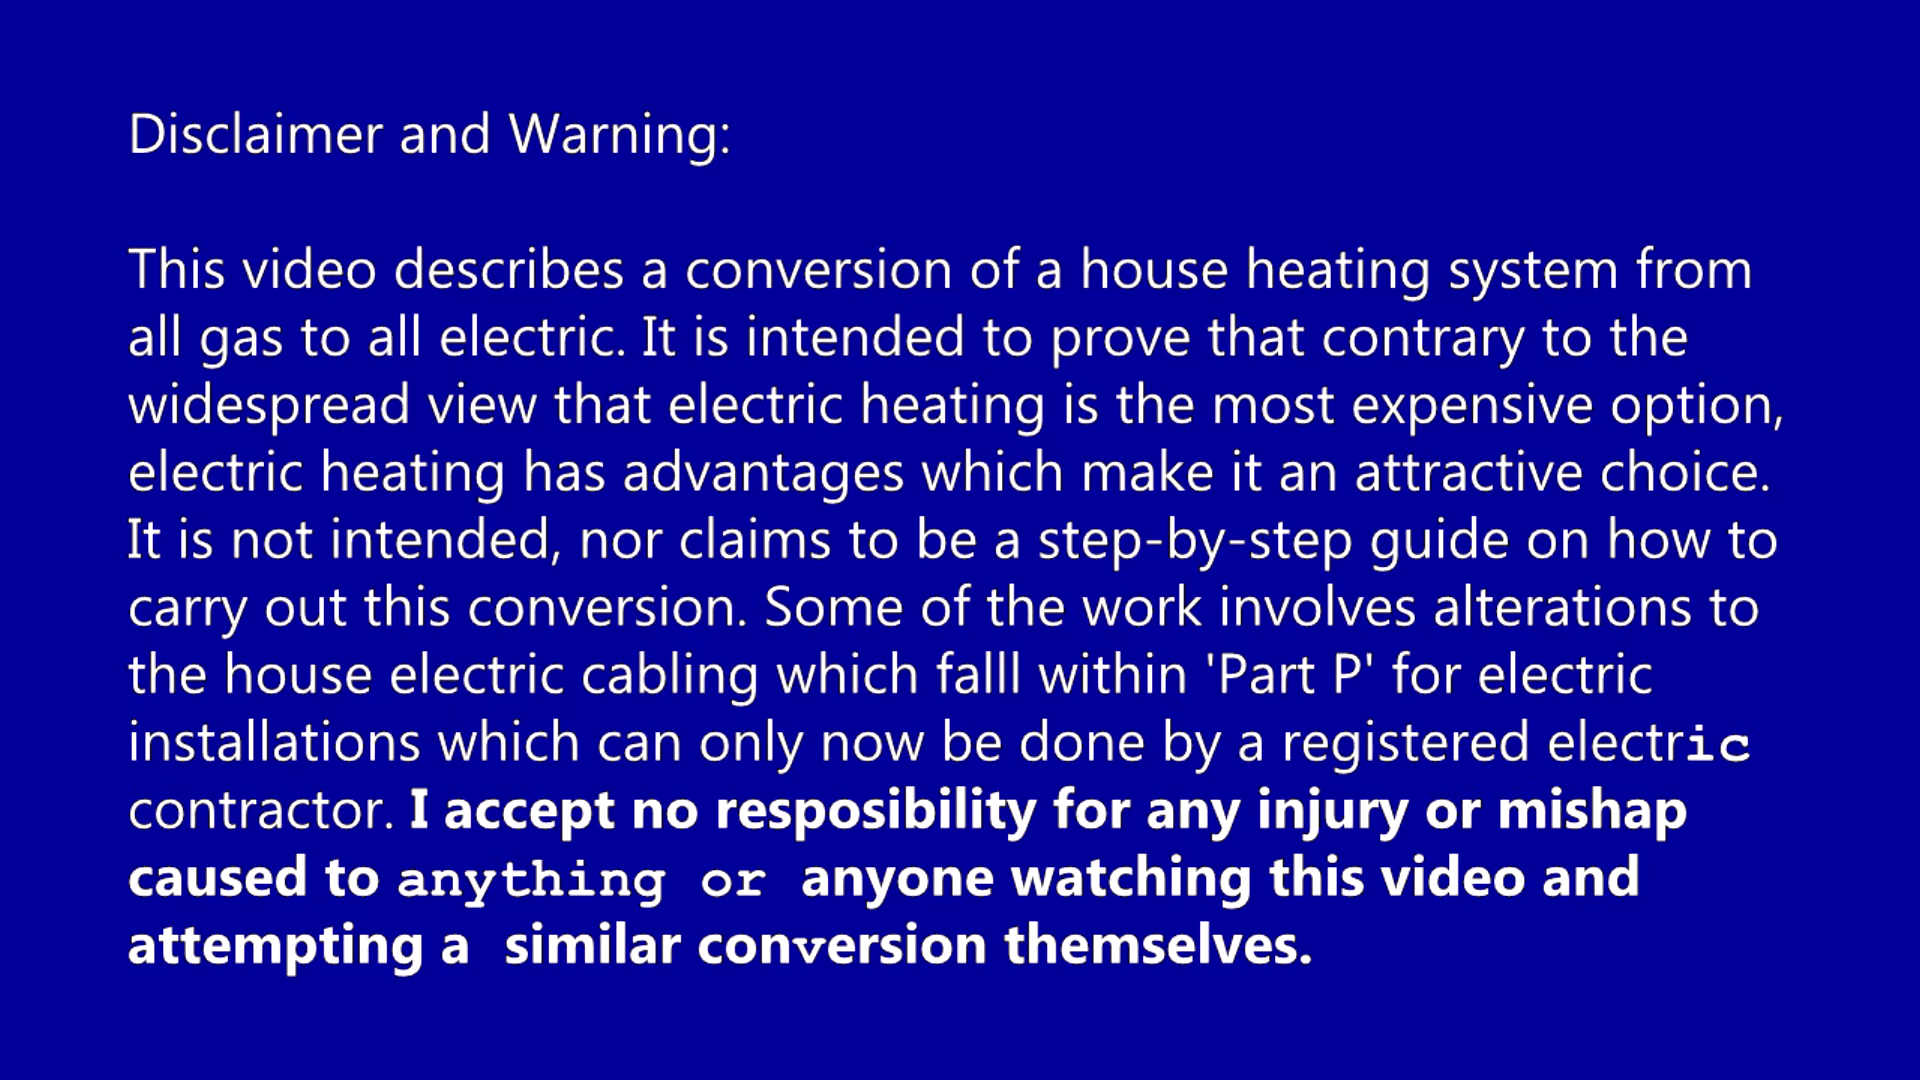 Disclaimer and Warning:
This video describes a conversion of a house heating system from
all gas to all electric. It is intended to prove that contrary to the
widespread view that electric heating is the most expensive option,
electric heating has advantages which make it an attractive choice.
It is not intended, nor claims to be a step-by-step guide on how to
carry out this conversion. Some of the work involves alterations to
the house electric cabling which falll within 'Part P' for electric
installations which can only now be done by a registered electric
contractor. I accept no resposibility for any injury or mishap
caused to anything or anyone watching this video and
attempting a similar conversion themselves.